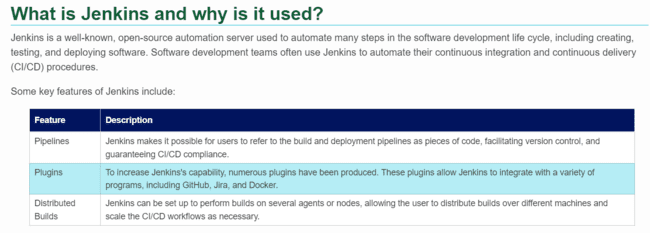 What is Jenkins and why is it used?
Jenkins is a well-known, open-source automation server used to automate many steps in the software development life cycle, including creating,
testing, and deploying software. Software development teams often use Jenkins to automate their continuous integration and continuous delivery
(CI/CD) procedures.
Some key features of Jenkins include:
Feature Description
Pipelines Jenkins makes it possible for users to refer to the build and deployment pipelines as pieces of code, facilitating version control, and
guaranteeing CI/CD compliance.
Plugins To increase Jenkins's capability, numerous plugins have been produced. These plugins allow Jenkins to integrate with a variety of
programs, including GitHub, Jira, and Docker.
Distributed Jenkins can be set up to perform builds on several agents or nodes, allowing the user to distribute builds over different machines and
Builds scale the CI/CD workflows as necessary.